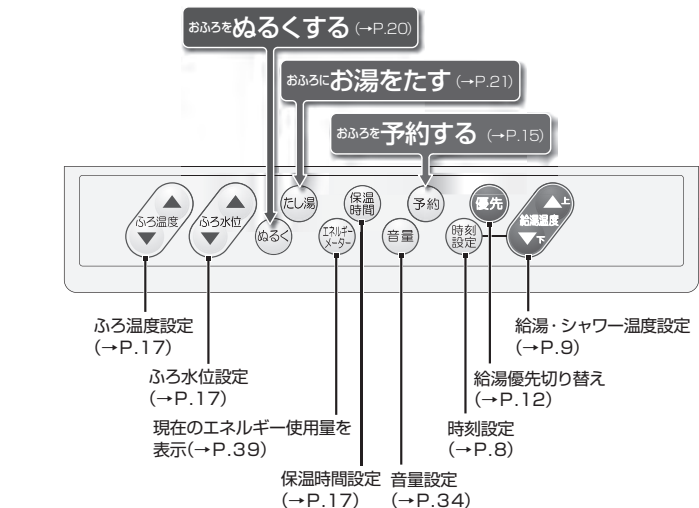 おふろをぬるくする(→P.20)
おふろにお湯をたす(→P.21)
おふろを予約する(→P.15)
ふろ温度
ふろ水位
たし湯
ぬるく
保温
時間
エネルギー
メーター
予約
音量
優先
時刻
設定
上
給湯温度
下
ふろ温度設定
(→P.17)
ふろ水位設定
(→P.17)
現在のエネルギー使用量を
表示(→P.39)
保温時間設定
(→P.17)
音量設定
(→P.34)
時刻設定
(→P.8)
給湯優先切り替え
(→P.12)
給湯・シャワー温度設定
(→P.9)